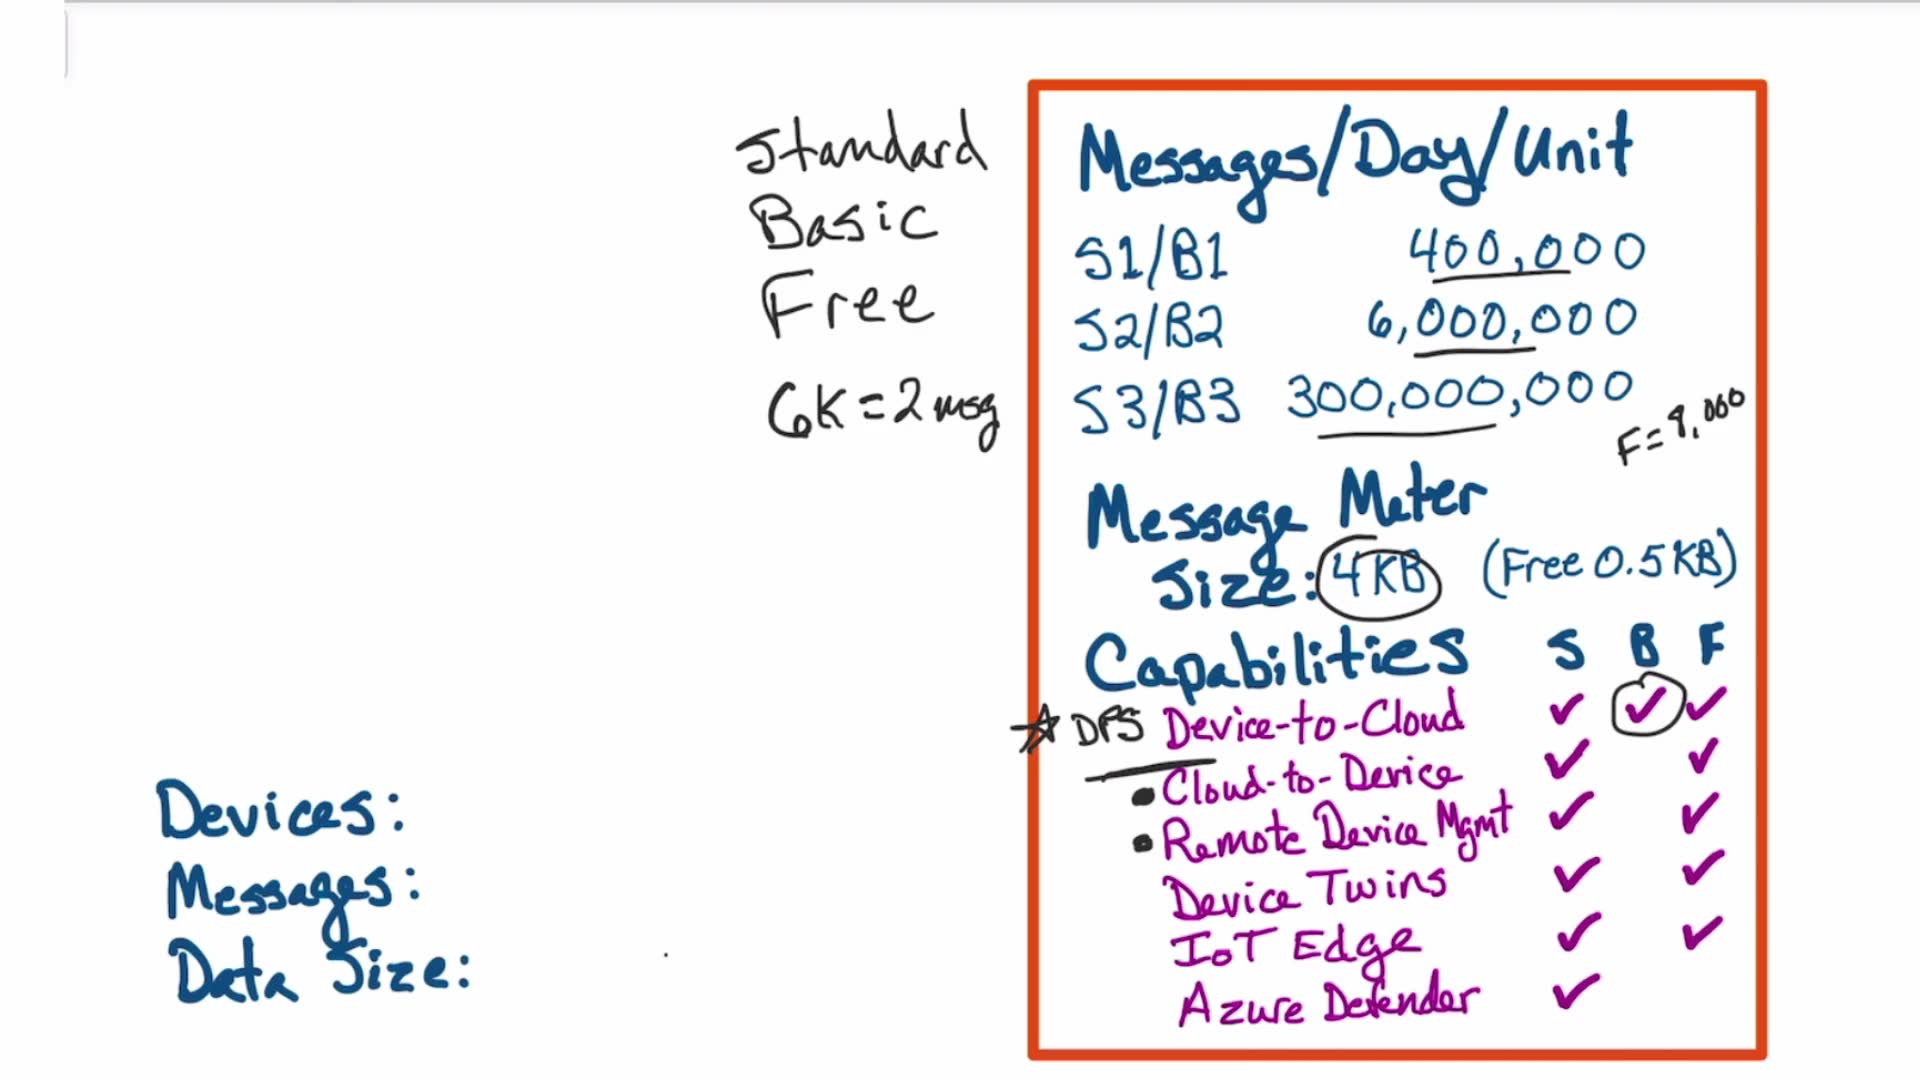 Standard
Basic
Free
6K = 2 msg
Messages/Day/Unit
S1/B1 400,000
S2/B2 6,000,000
S3/B3 300,000,000
F = 8,000
Message Meter
Size: 4KB (Free 0.5KB)
Capabilities S B F
DPS Device-to-Cloud ✓ ✓ ✓
• Cloud-to-Device ✓ ✓
• Remote Device Mgmt ✓ ✓
Device Twins ✓ ✓
IoT Edge ✓ ✓
Azure Defender ✓
Devices:
Messages:
Data Size: